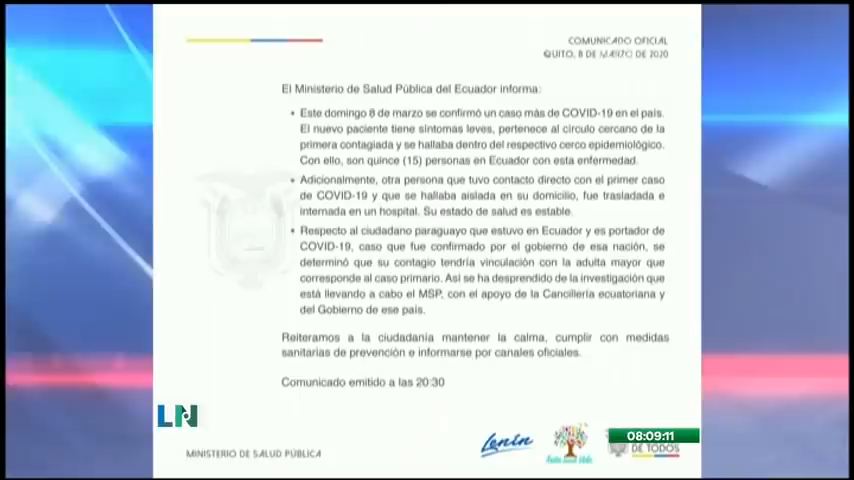 COMUNICADO OFICIAL
QUITO, 8 DE MARZO DE 2020
El Ministerio de Salud Pública del Ecuador informa:
• Este domingo 8 de marzo se confirmó un caso más de COVID-19 en el país.
El nuevo paciente tiene síntomas leves, pertenece al círculo cercano de la
primera contagiada y se hallaba dentro del respectivo cerco epidemiológico.
Con ello, son quince (15) personas en Ecuador con esta enfermedad.
• Adicionalmente, otra persona que tuvo contacto directo con el primer caso
de COVID-19 y que se hallaba aislada en su domicilio, fue trasladada e
internada en un hospital. Su estado de salud es estable.
• Respecto al ciudadano paraguayo que estuvo en Ecuador y es portador de
COVID-19, caso que fue confirmado por el gobierno de esa nación, se
determinó que su contagio tendría vinculación con la adulta mayor que
corresponde al caso primario. Así se ha desprendido de la investigación que
está llevando a cabo el MSP, con el apoyo de la Cancillería ecuatoriana y
del Gobierno de ese país.
Reiteramos a la ciudadanía mantener la calma, cumplir con medidas
sanitarias de prevención e informarse por canales oficiales.
Comunicado emitido a las 20:30
LN
Lenín
08:09:11
DE TODOS
MINISTERIO DE SALUD PÚBLICA